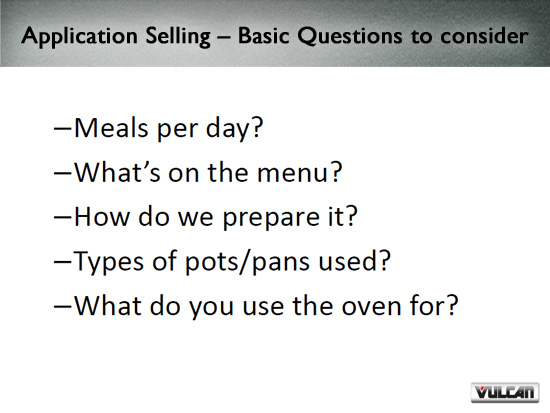 Application Selling – Basic Questions to consider
–Meals per day?
–What’s on the menu?
–How do we prepare it?
–Types of pots/pans used?
–What do you use the oven for?
VULCAN